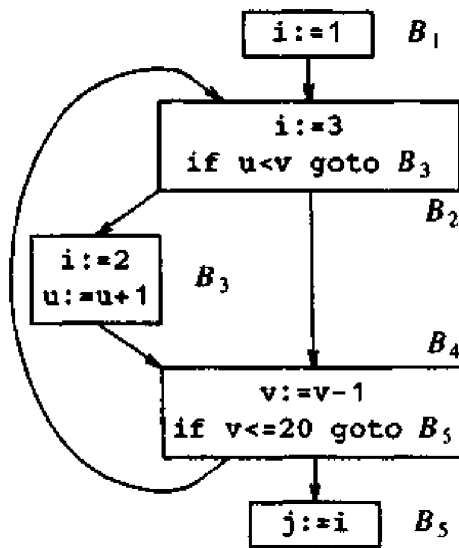 i:=1
B1
i:=3
if u<v goto B3
B2
i:=2
u:=u+1
B3
B4
v:=v-1
if v<=20 goto B5
j:=i
B5